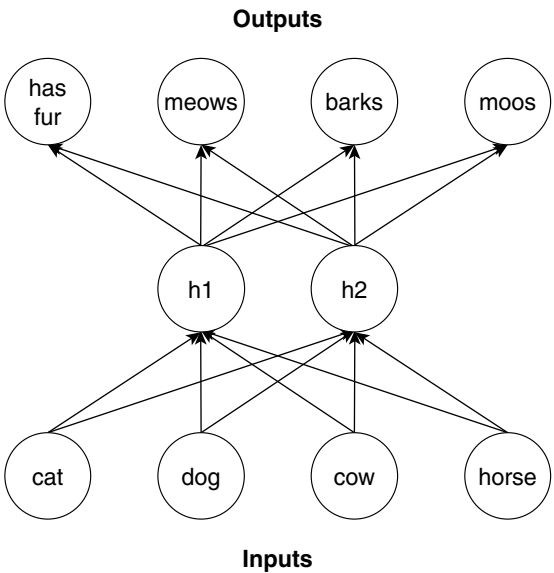 Outputs
has
fur
meows
barks
moos
h1
h2
cat
dog
cow
horse
Inputs